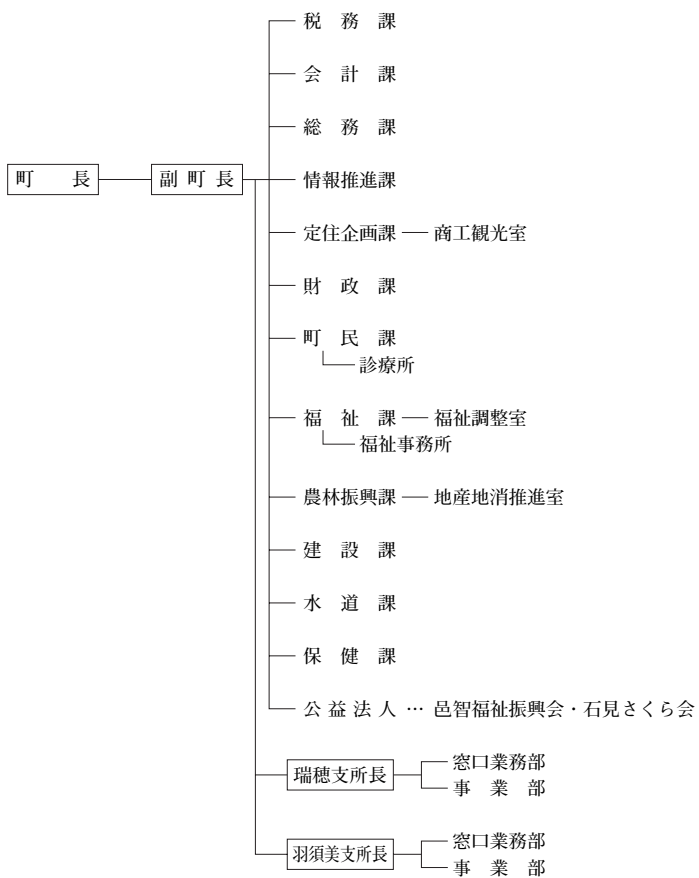 税務課
会計課
総務課
町長
副町長
情報推進課
定住企画課
商工観光室
財政課
町民課
診療所
福祉課
福祉調整室
福祉事務所
農林振興課
地産地消推進室
建設課
水道課
保健課
公益法人…邑智福祉振興会・石見さくら会
瑞穂支所長
窓口業務部
事業部
羽須美支所長
窓口業務部
事業部